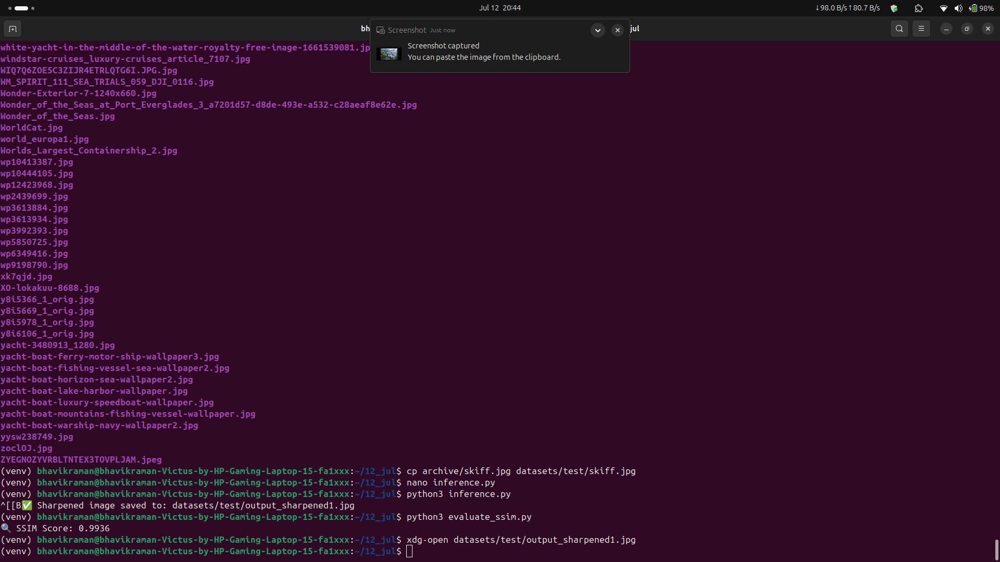 Jul 12 20:44
↓98.0 B/s↑80.7 B/s
98%
bh
jul
Screenshot Just now
Screenshot captured
You can paste the image from the clipboard.
white-yacht-in-the-middle-of-the-water-royalty-free-image-1661539081.jp
windstar-cruises_luxury-cruises_article_7107.jpg
WIQ7Q6ZOE5C3ZIJR4ETRLQTG6I.JPG.jpg
WM_SPIRIT_111_SEA_TRIALS_059_DJI_0116.jpg
Wonder-Exterior-7-1240x660.jpg
Wonder_of_the_Seas_at_Port_Everglades_3_a7201d57-d8de-493e-a532-c28aeaf8e62e.jpg
Wonder_of_the_Seas.jpg
WorldCat.jpg
world_europa1.jpg
Worlds_Largest_Containership_2.jpg
wp10413387.jpg
wp10444105.jpg
wp12423968.jpg
wp2439699.jpg
wp3613884.jpg
wp3613934.jpg
wp3992393.jpg
wp5850725.jpg
wp6349416.jpg
wp9198790.jpg
xk7qjd.jpg
XO-lokakuu-8688.jpg
y8i5366_1_orig.jpg
y8i5669_1_orig.jpg
y8i5978_1_orig.jpg
y8i6106_1_orig.jpg
yacht-3480913_1280.jpg
yacht-boat-ferry-motor-ship-wallpaper3.jpg
yacht-boat-fishing-vessel-sea-wallpaper2.jpg
yacht-boat-horizon-sea-wallpaper2.jpg
yacht-boat-lake-harbor-wallpaper.jpg
yacht-boat-luxury-speedboat-wallpaper.jpg
yacht-boat-mountains-fishing-vessel-wallpaper.jpg
yacht-boat-warship-navy-wallpaper2.jpg
yysw238749.jpg
zoclOJ.jpg
ZYEGNOZYVRBLTNTEX3TOVPLJAM.jpeg
(venv) bhavikraman@bhavikraman-Victus-by-HP-Gaming-Laptop-15-fa1xxx:~/12_jul$ cp archive/skiff.jpg datasets/test/skiff.jpg
(venv) bhavikraman@bhavikraman-Victus-by-HP-Gaming-Laptop-15-fa1xxx:~/12_jul$ nano inference.py
(venv) bhavikraman@bhavikraman-Victus-by-HP-Gaming-Laptop-15-fa1xxx:~/12_jul$ python3 inference.py
^[[B✅ Sharpened image saved to: datasets/test/output_sharpened1.jpg
(venv) bhavikraman@bhavikraman-Victus-by-HP-Gaming-Laptop-15-fa1xxx:~/12_jul$ python3 evaluate_ssim.py
🔍 SSIM Score: 0.9936
(venv) bhavikraman@bhavikraman-Victus-by-HP-Gaming-Laptop-15-fa1xxx:~/12_jul$ xdg-open datasets/test/output_sharpened1.jpg
(venv) bhavikraman@bhavikraman-Victus-by-HP-Gaming-Laptop-15-fa1xxx:~/12_jul$